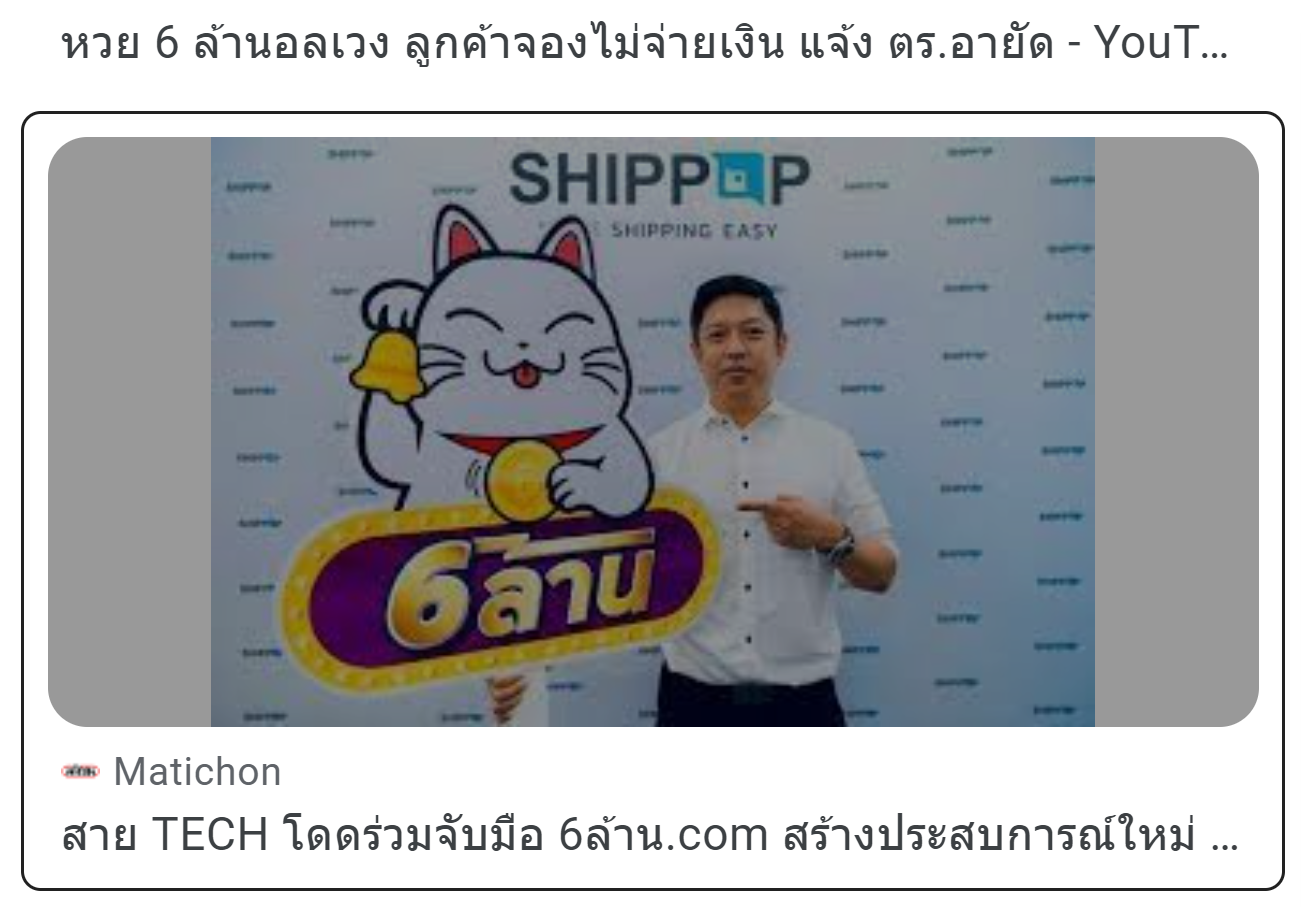 หวย 6 ล้านอลเวง ลูกค้าจองไม่จ่ายเงิน แจ้ง ตร.อายัด - YouT...
SHIPPOP
SHIPPING EASY
6ล้าน
Matichon
สาย TECH โดดร่วมจับมือ 6ล้าน.com สร้างประสบการณ์ใหม่ ...